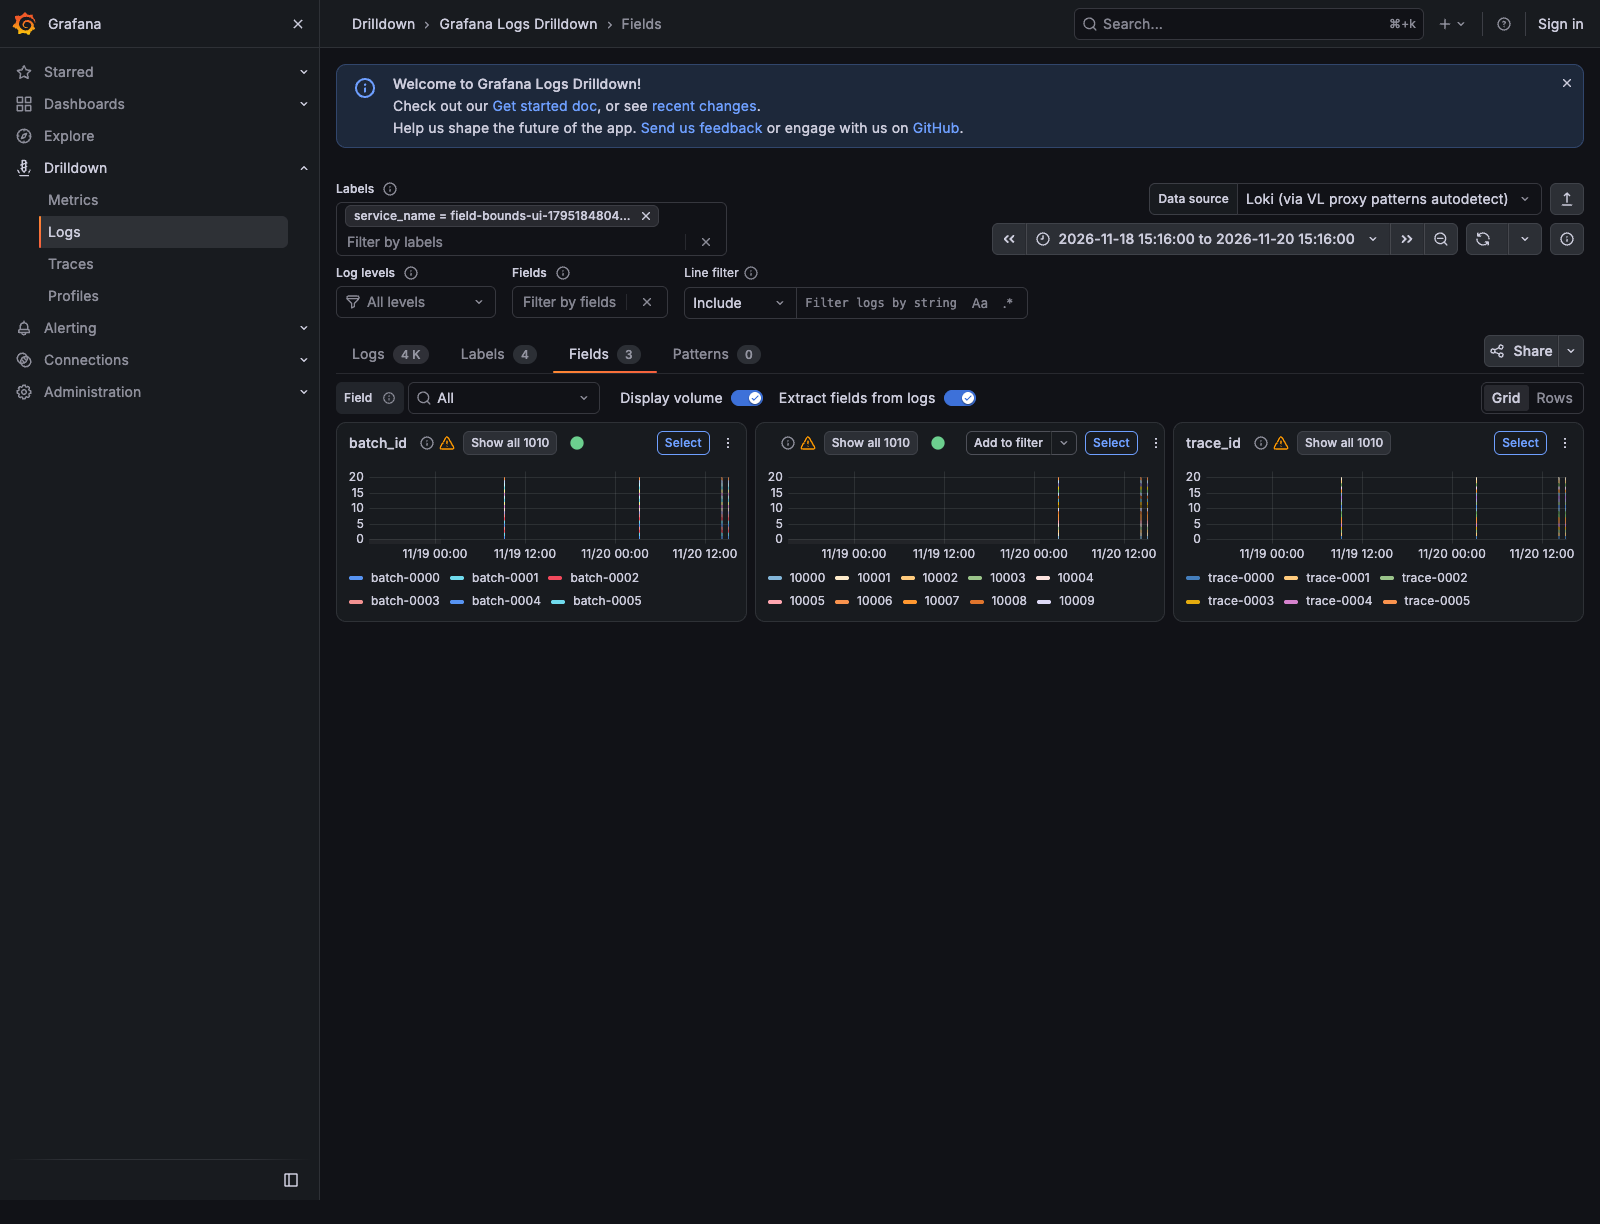 Grafana
Drilldown › Grafana Logs Drilldown › Fields
Search...
⌘+k
Sign in
Starred
Dashboards
Explore
Drilldown
Metrics
Logs
Traces
Profiles
Alerting
Connections
Administration
Welcome to Grafana Logs Drilldown!
Check out our Get started doc, or see recent changes.
Help us shape the future of the app. Send us feedback or engage with us on GitHub.
Labels
service_name = field-bounds-ui-1795184804...
Filter by labels
Data source
Loki (via VL proxy patterns autodetect)
2026-11-18 15:16:00 to 2026-11-20 15:16:00
Log levels
All levels
Fields
Filter by fields
Line filter
Include
Filter logs by string
Aa
.*
Logs 4 K
Labels 4
Fields 3
Patterns 0
Share
Field
All
Display volume
Extract fields from logs
Grid
Rows
batch_id
Show all 1010
Select
20
15
10
5
0
11/19 00:00 11/19 12:00 11/20 00:00 11/20 12:00
batch-0000 batch-0001 batch-0002
batch-0003 batch-0004 batch-0005
Show all 1010
Add to filter
Select
20
15
10
5
0
11/19 00:00 11/19 12:00 11/20 00:00 11/20 12:00
10000 10001 10002 10003 10004
10005 10006 10007 10008 10009
trace_id
Show all 1010
Select
20
15
10
5
0
11/19 00:00 11/19 12:00 11/20 00:00 11/20 12:00
trace-0000 trace-0001 trace-0002
trace-0003 trace-0004 trace-0005